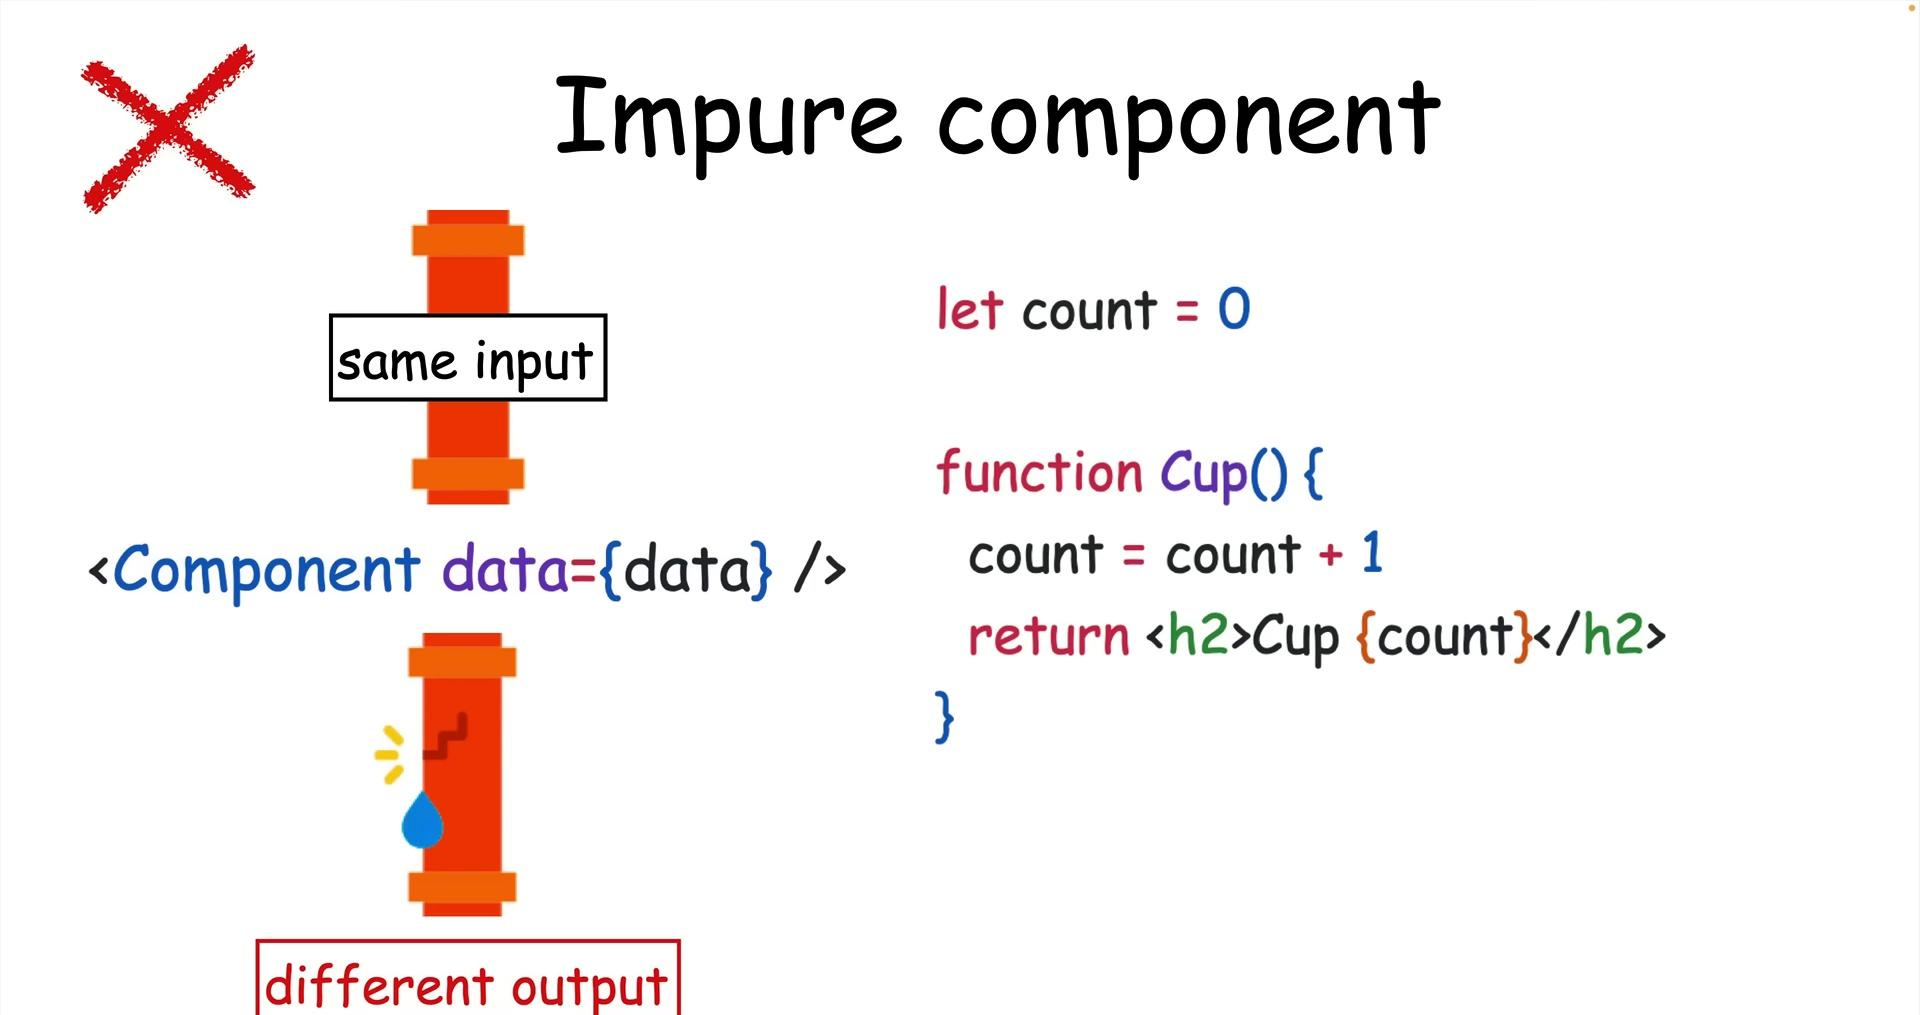 Impure component
same input
<Component data={data} />
different output
let count = 0
function Cup() {
count = count + 1
return <h2>Cup {count}</h2>
}